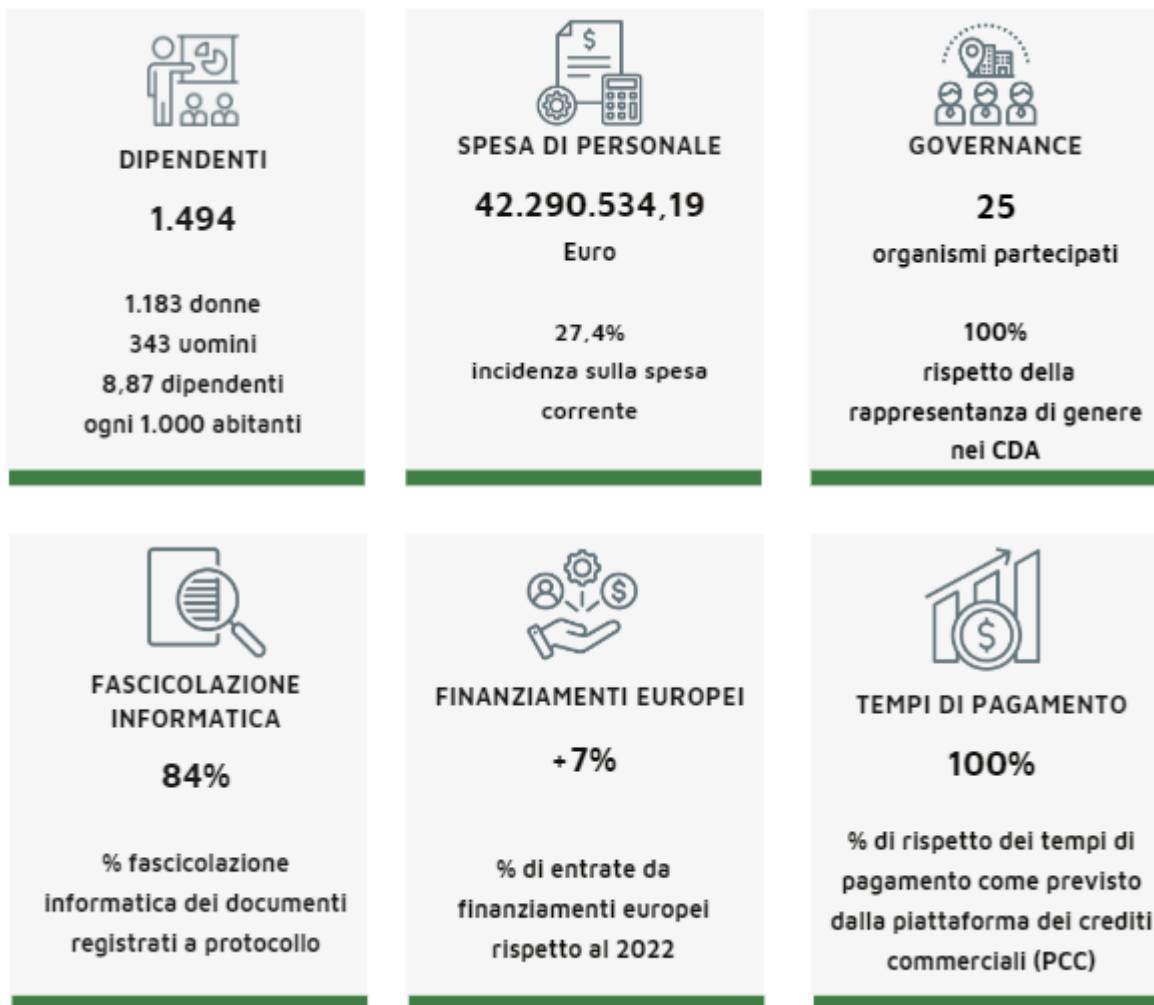 DIPENDENTI
1.494
1.183 donne
343 uomini
8,87 dipendenti
ogni 1.000 abitanti
SPESA DI PERSONALE
42.290.534,19
Euro
27,4%
incidenza sulla spesa
corrente
GOVERNANCE
25
organismi partecipati
100%
rispetto della
rappresentanza di genere
nei CDA
FASCICOLAZIONE
INFORMATICA
84%
% fascicolazione
informatica dei documenti
registrati a protocollo
FINANZIAMENTI EUROPEI
+7%
% di entrate da
finanziamenti europei
rispetto al 2022
TEMPI DI PAGAMENTO
100%
% di rispetto dei tempi di
pagamento come previsto
dalla piattaforma dei crediti
commerciali (PCC)